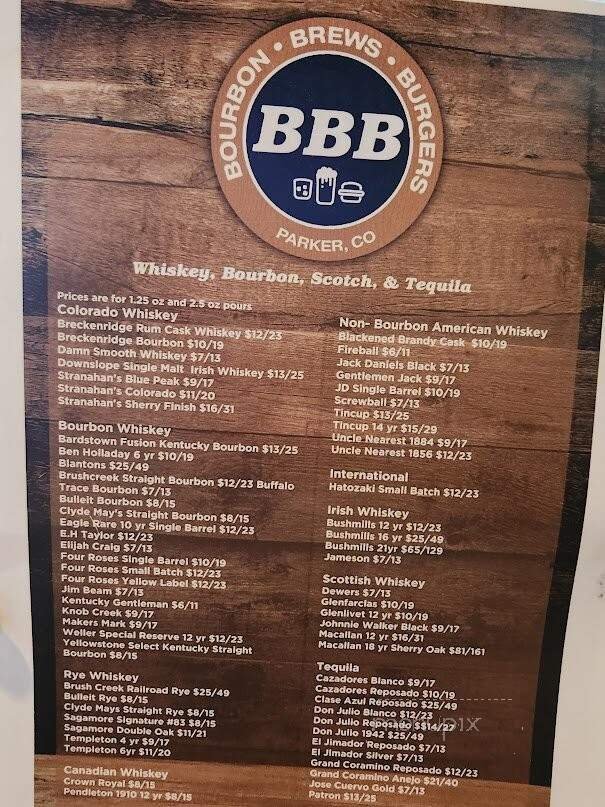 BOURBON • BREWS • BURGERS
BBB
PARKER, CO
Whiskey, Bourbon, Scotch, & Tequila
Prices are for 1.25 oz and 2.5 oz pours
Colorado Whiskey
Breckenridge Rum Cask Whiskey $12/23
Breckenridge Bourbon $10/19
Damn Smooth Whiskey $7/13
Downslope Single Malt Irish Whiskey $13/25
Stranahan's Blue Peak $9/17
Stranahan's Colorado $11/20
Stranahan's Sherry Finish $16/31
Bourbon Whiskey
Bardstown Fusion Kentucky Bourbon $13/25
Ben Holladay 6 yr $10/19
Blantons $25/49
Brushcreek Straight Bourbon $12/23 Buffalo
Trace Bourbon $7/13
Bulleit Bourbon $8/15
Clyde May's Straight Bourbon $8/15
Eagle Rare 10 yr Single Barrel $12/23
E.H Taylor $12/23
Elijah Craig $7/13
Four Roses Single Barrel $10/19
Four Roses Small Batch $12/23
Four Roses Yellow Label $12/23
Jim Beam $7/13
Kentucky Gentleman $6/11
Knob Creek $9/17
Makers Mark $9/17
Weller Special Reserve 12 yr $12/23
Yellowstone Select Kentucky Straight
Bourbon $8/15
Rye Whiskey
Brush Creek Railroad Rye $25/49
Bulleit Rye $8/15
Clyde Mays Straight Rye $8/15
Sagamore Signature #83 $8/15
Sagamore Double Oak $11/21
Templeton 4 yr $9/17
Templeton 6yr $11/20
Canadian Whiskey
Crown Royal $8/15
Pendleton 1910 12 yr $8/15
Non- Bourbon American Whiskey
Blackened Brandy Cask $10/19
Fireball $6/11
Jack Daniels Black $7/13
Gentlemen Jack $9/17
JD Single Barrel $10/19
Screwball $7/13
Tincup $13/25
Tincup 14 yr $15/29
Uncle Nearest 1884 $9/17
Uncle Nearest 1856 $12/23
International
Hatozaki Small Batch $12/23
Irish Whiskey
Bushmills 12 yr $12/23
Bushmills 16 yr $25/49
Bushmills 21yr $65/129
Jameson $7/13
Scottish Whiskey
Dewers $7/13
Glenfarclas $10/19
Glenlivet 12 yr $10/19
Johnnie Walker Black $9/17
Macallan 12 yr $16/31
Macallan 18 yr Sherry Oak $81/161
Tequila
Cazadores Blanco $9/17
Cazadores Reposado $10/19
Clase Azul Reposado $25/49
Don Julio Blanco $12/23
Don Julio Reposado $14/27
Don Julio 1942 $25/49
El Jimador Reposado $7/13
El Jimador Silver $7/13
Grand Coramino Reposado $12/23
Grand Coramino Anejo $21/40
Jose Cuervo Gold $7/13
Patron $13/25